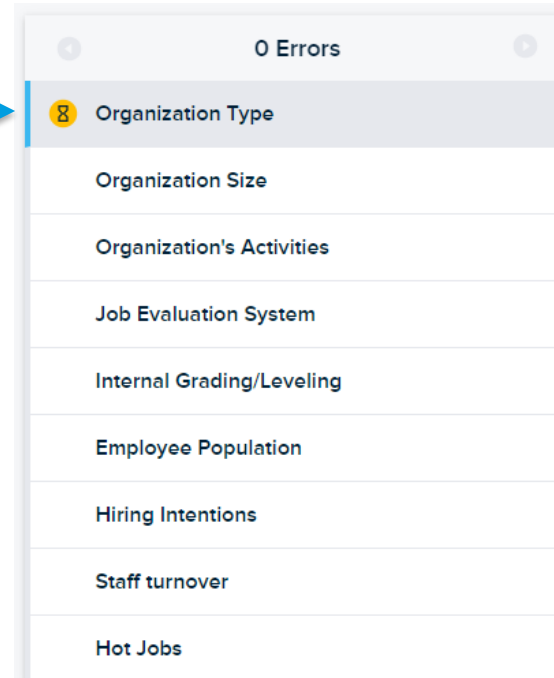 0 Errors
Organization Type
Organization Size
Organization's Activities
Job Evaluation System
Internal Grading/Leveling
Employee Population
Hiring Intentions
Staff turnover
Hot Jobs